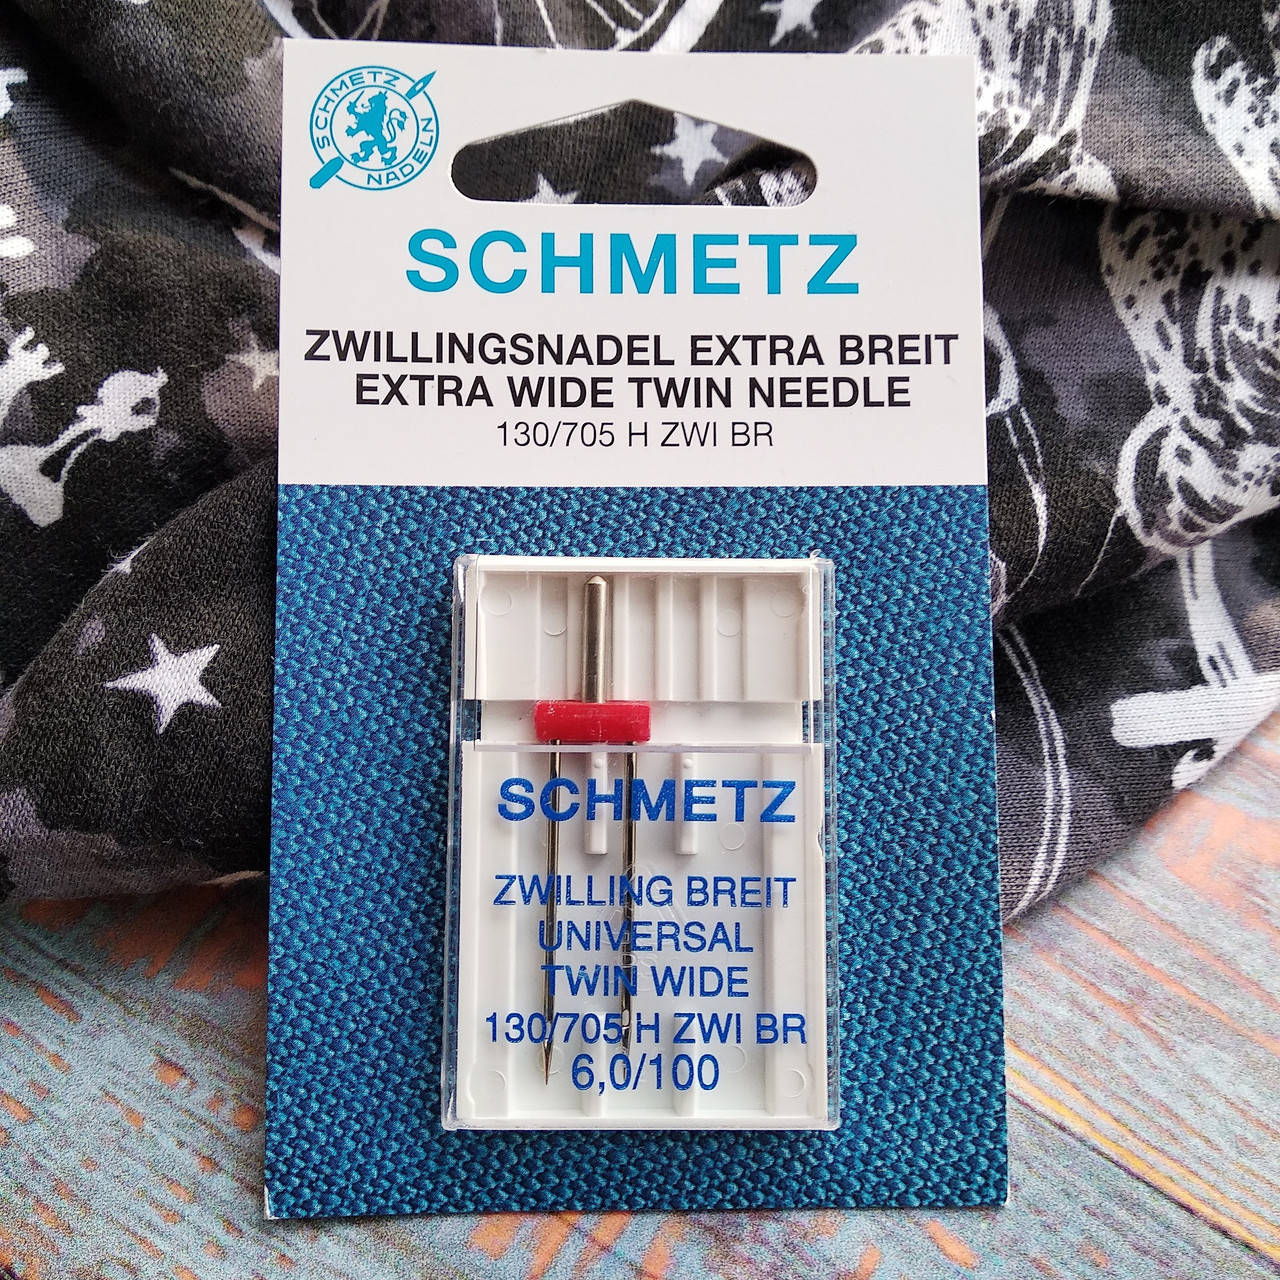 SCHMETZ
NADELN
SCHMETZ
ZWILLINGSNADEL EXTRA BREIT
EXTRA WIDE TWIN NEEDLE
130/705 H ZWI BR
SCHMETZ
ZWILLING BREIT
UNIVERSAL
TWIN WIDE
130/705 H ZWI BR
6,0/100